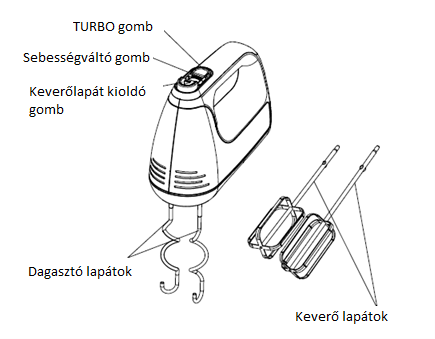 TURBO gomb
Sebességváltó gomb
Keverőlapát kioldó
gomb
Dagasztó lapátok
Keverő lapátok